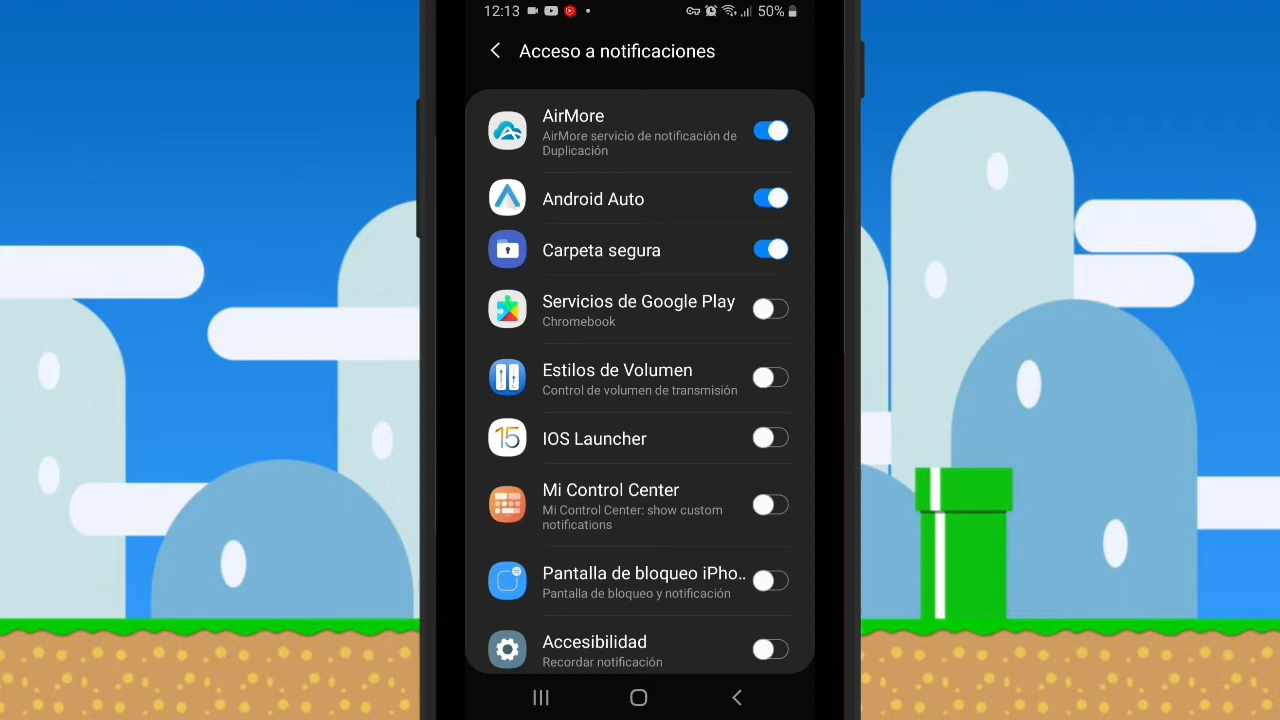 12:13
50%
Acceso a notificaciones
AirMore
AirMore servicio de notificación de
Duplicación
Android Auto
Carpeta segura
Servicios de Google Play
Chromebook
Estilos de Volumen
Control de volumen de transmisión
15
IOS Launcher
Mi Control Center
Mi Control Center: show custom
notifications
Pantalla de bloqueo iPho..
Pantalla de bloqueo y notificación
Accesibilidad
Recordar notificación